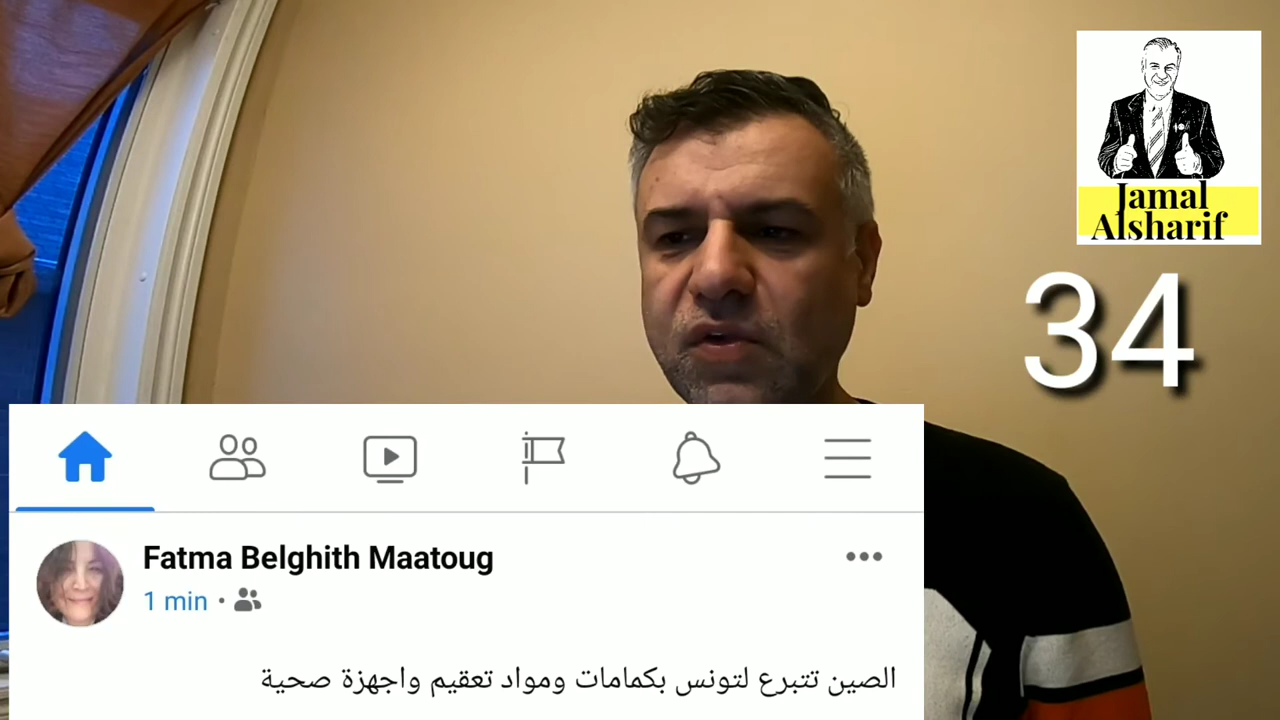 Jamal
Alsharif
34
Fatma Belghith Maatoug
1 min
الصين تتبرع لتونس بكمامات ومواد تعقيم واجهزة صحية